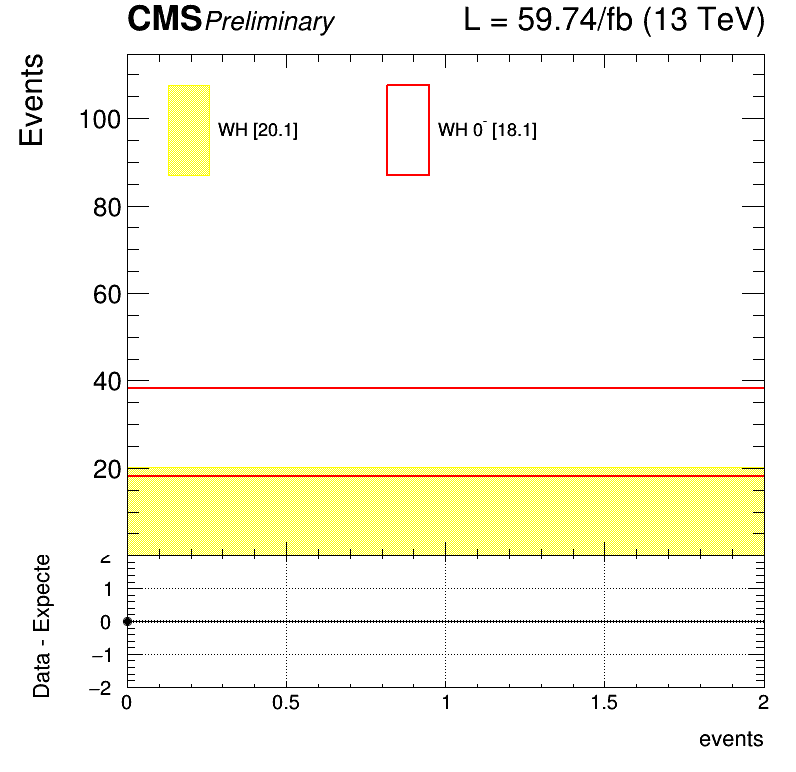 CMS Preliminary L = 59.74/fb (13 TeV)
Events
WH [20.1]
WH 0⁻ [18.1]
100
80
60
40
20
Data - Expecte
2
1
0
−1
−2
0 0.5 1 1.5 2
events